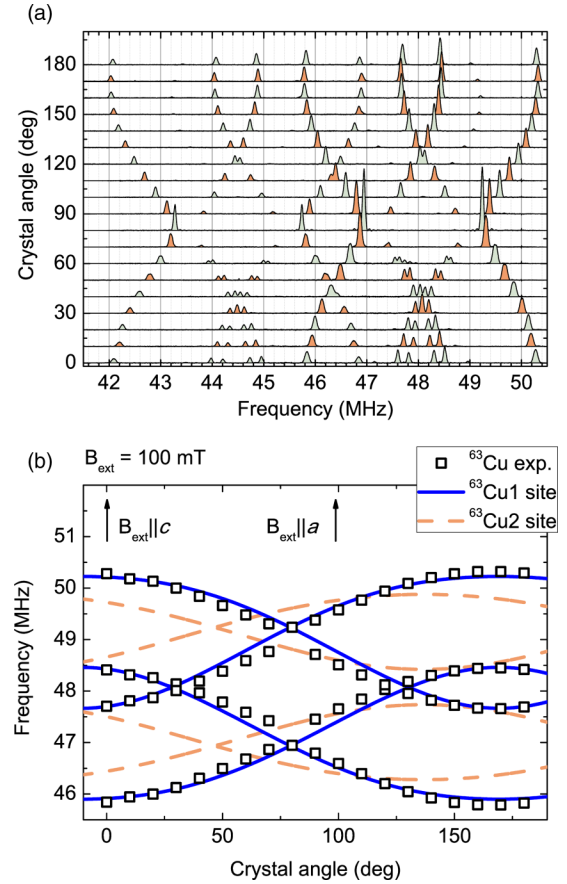 (a)
180
150
120
90
60
30
0
Crystal angle (deg)
42 43 44 45 46 47 48 49 50
Frequency (MHz)
(b)
B_ext = 100 mT
⁶³Cu exp.
⁶³Cu1 site
⁶³Cu2 site
B_ext||c
B_ext||a
51
50
49
48
47
46
Frequency (MHz)
0 50 100 150
Crystal angle (deg)